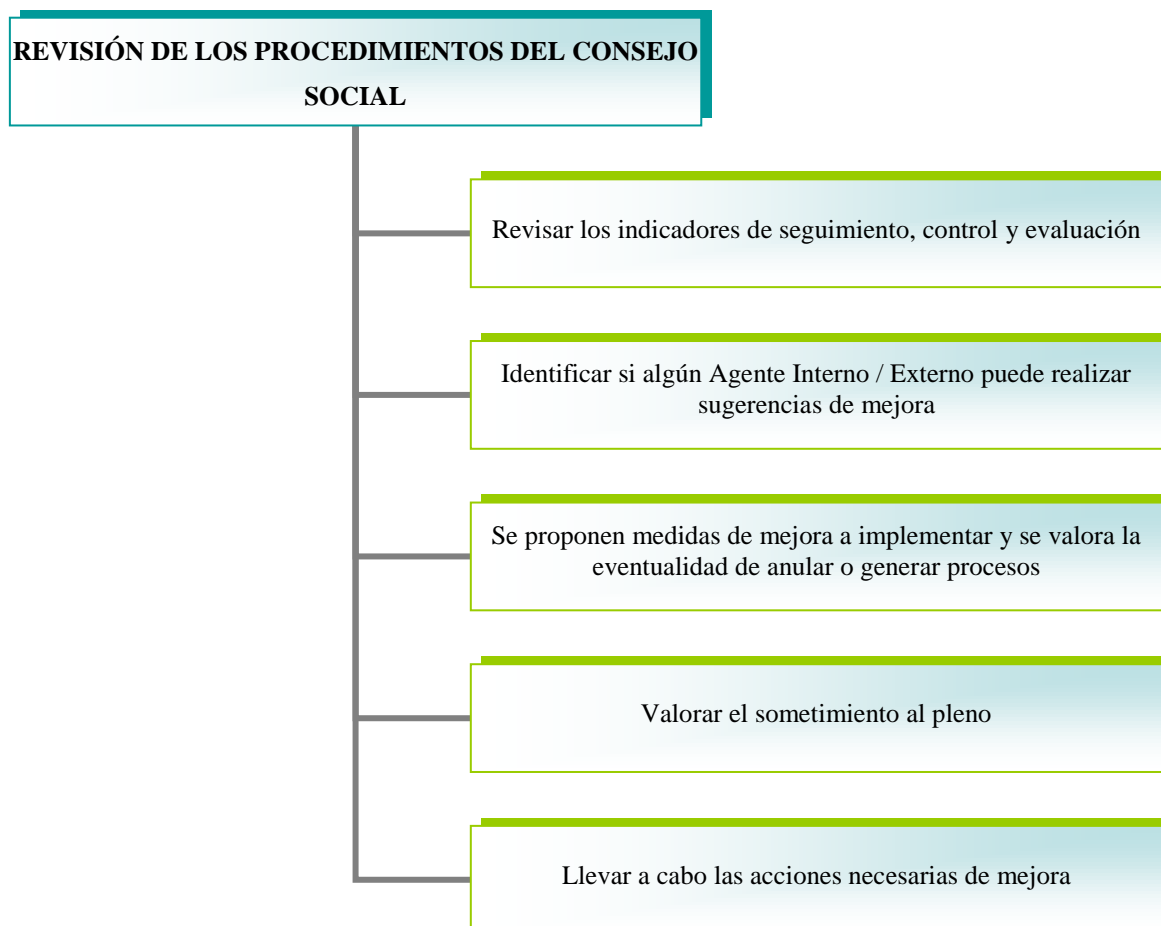 REVISIÓN DE LOS PROCEDIMIENTOS DEL CONSEJO
SOCIAL
Revisar los indicadores de seguimiento, control y evaluación
Identificar si algún Agente Interno / Externo puede realizar
sugerencias de mejora
Se proponen medidas de mejora a implementar y se valora la
eventualidad de anular o generar procesos
Valorar el sometimiento al pleno
Llevar a cabo las acciones necesarias de mejora